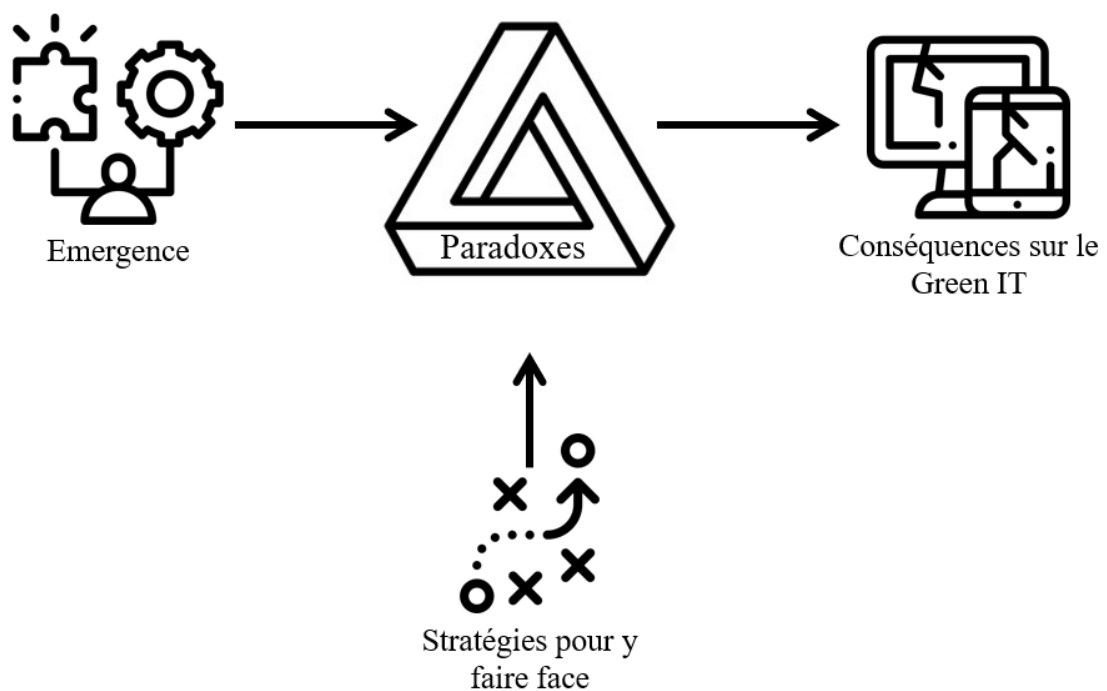 Emergence
Paradoxes
Conséquences sur le
Green IT
Stratégies pour y
faire face